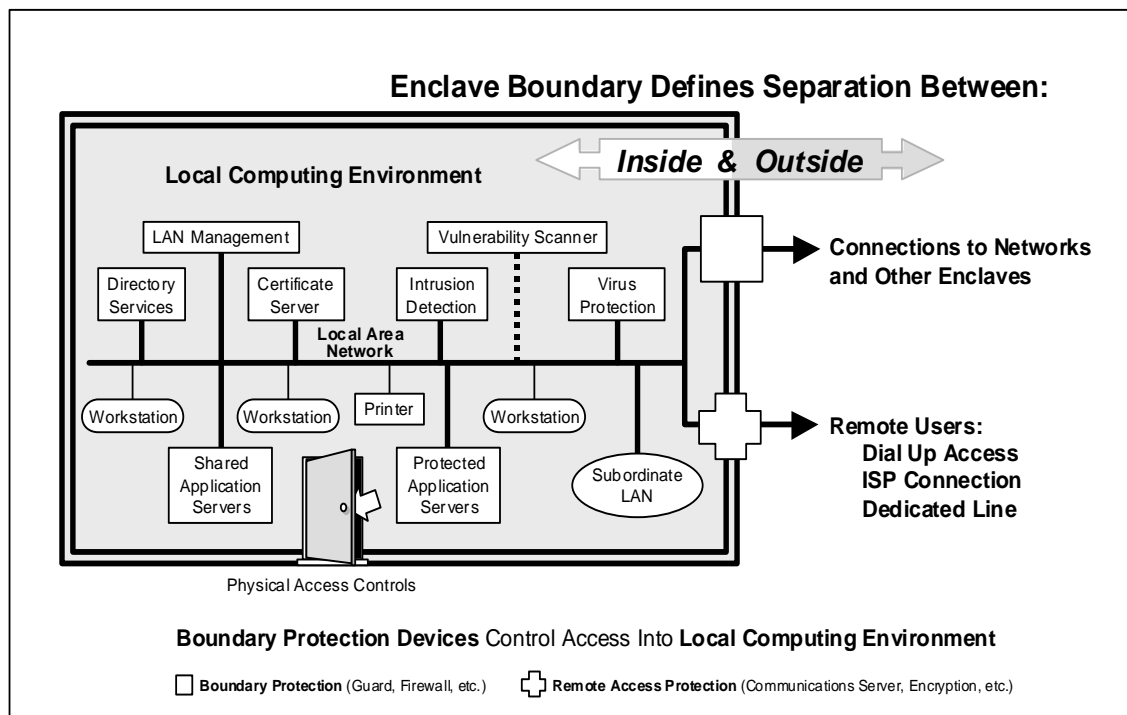 Enclave Boundary Defines Separation Between:
Inside & Outside
Local Computing Environment
LAN Management
Vulnerability Scanner
Directory
Services
Certificate
Server
Intrusion
Detection
Virus
Protection
Connections to Networks
and Other Enclaves
Local Area
Network
Workstation
Workstation
Printer
Workstation
Shared
Application
Servers
Protected
Application
Servers
Subordinate
LAN
Remote Users:
Dial Up Access
ISP Connection
Dedicated Line
Physical Access Controls
Boundary Protection Devices Control Access Into Local Computing Environment
Boundary Protection (Guard, Firewall, etc.)
Remote Access Protection (Communications Server, Encryption, etc.)